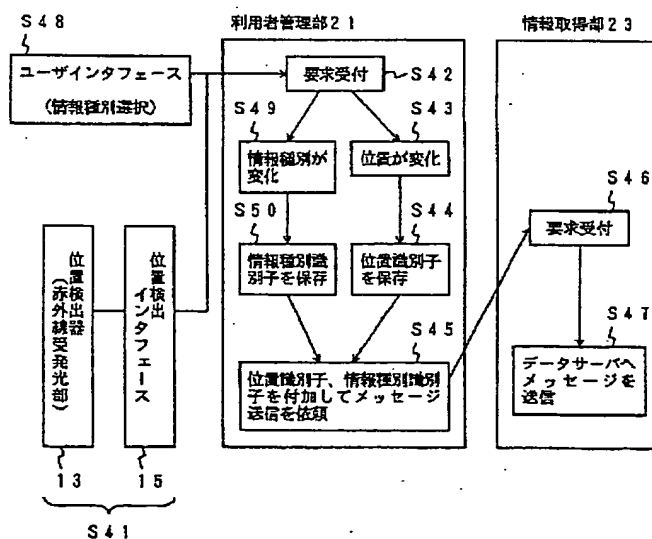 S48
ユーザインタフェース
(情報種別選択)
位置検出器
(赤外線受発光部)
位置検出
インタフェース
13
15
S41
利用者管理部21
要求受付
S42
S49
S43
情報種別が
変化
位置が変化
S50
S44
情報種別識
別子を保存
位置識別子
を保存
S45
位置識別子、情報種別識別
子を付加してメッセージ
送信を依頼
情報取得部23
S46
要求受付
S47
データサーバへ
メッセージを
送信